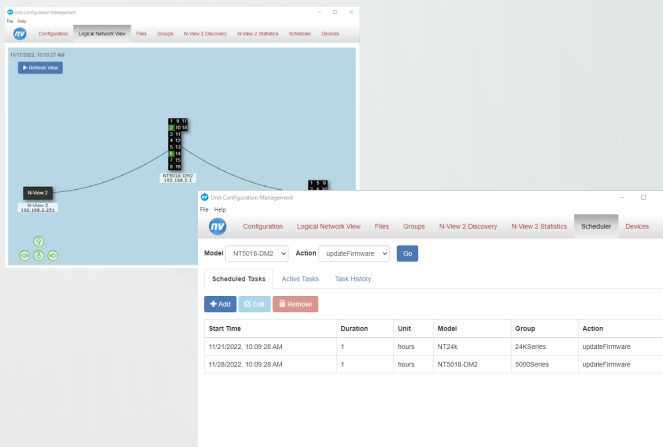 Unit Configuration Management
File Help
nv Configuration Logical Network View Files Groups N-View 2 Discovery N-View 2 Statistics Scheduler Devices
11/17/2022, 10:03:27 AM
Refresh View
1 9 17
2 10 18
3 11
4 12
5 13
6 14
7 15
8 16
NT5018-DM2
192.168.2.1
N-View 2
N-View 2
192.168.2.251
1 5 9
Unit Configuration Management
File Help
nv Configuration Logical Network View Files Groups N-View 2 Discovery N-View 2 Statistics Scheduler Devices
Model NT5018-DM2 Action updateFirmware Go
Scheduled Tasks Active Tasks Task History
Add Edit Remove
Start Time Duration Unit Model Group Action
11/21/2022, 10:09:28 AM 1 hours NT24k 24KSeries updateFirmware
11/28/2022, 10:09:28 AM 1 hours NT5018-DM2 5000Series updateFirmware